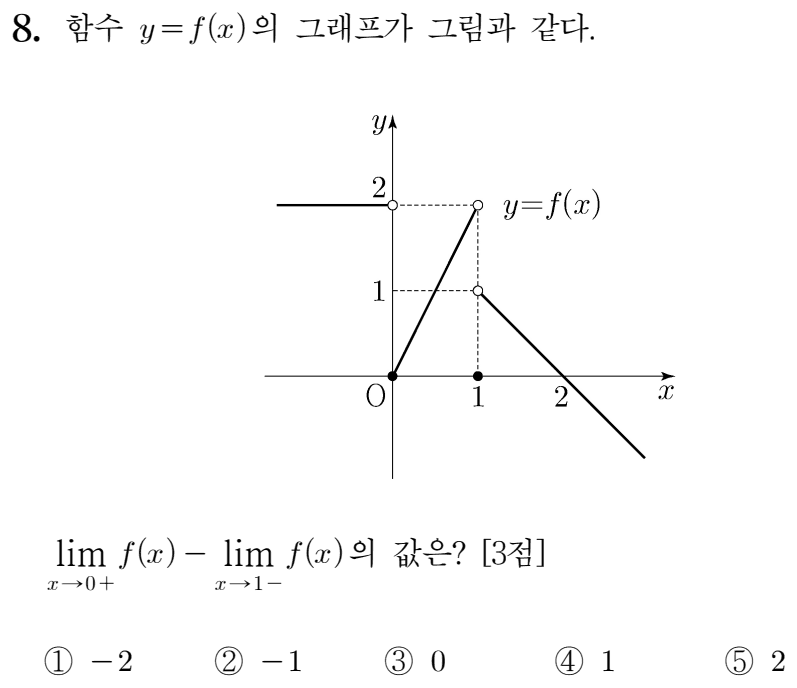 8. 함수 y=f(x)의 그래프가 그림과 같다.
y
2
y=f(x)
1
O 1 2 x
lim f(x) − lim f(x)의 값은? [3점]
x→0+ x→1−
① −2 ② −1 ③ 0 ④ 1 ⑤ 2